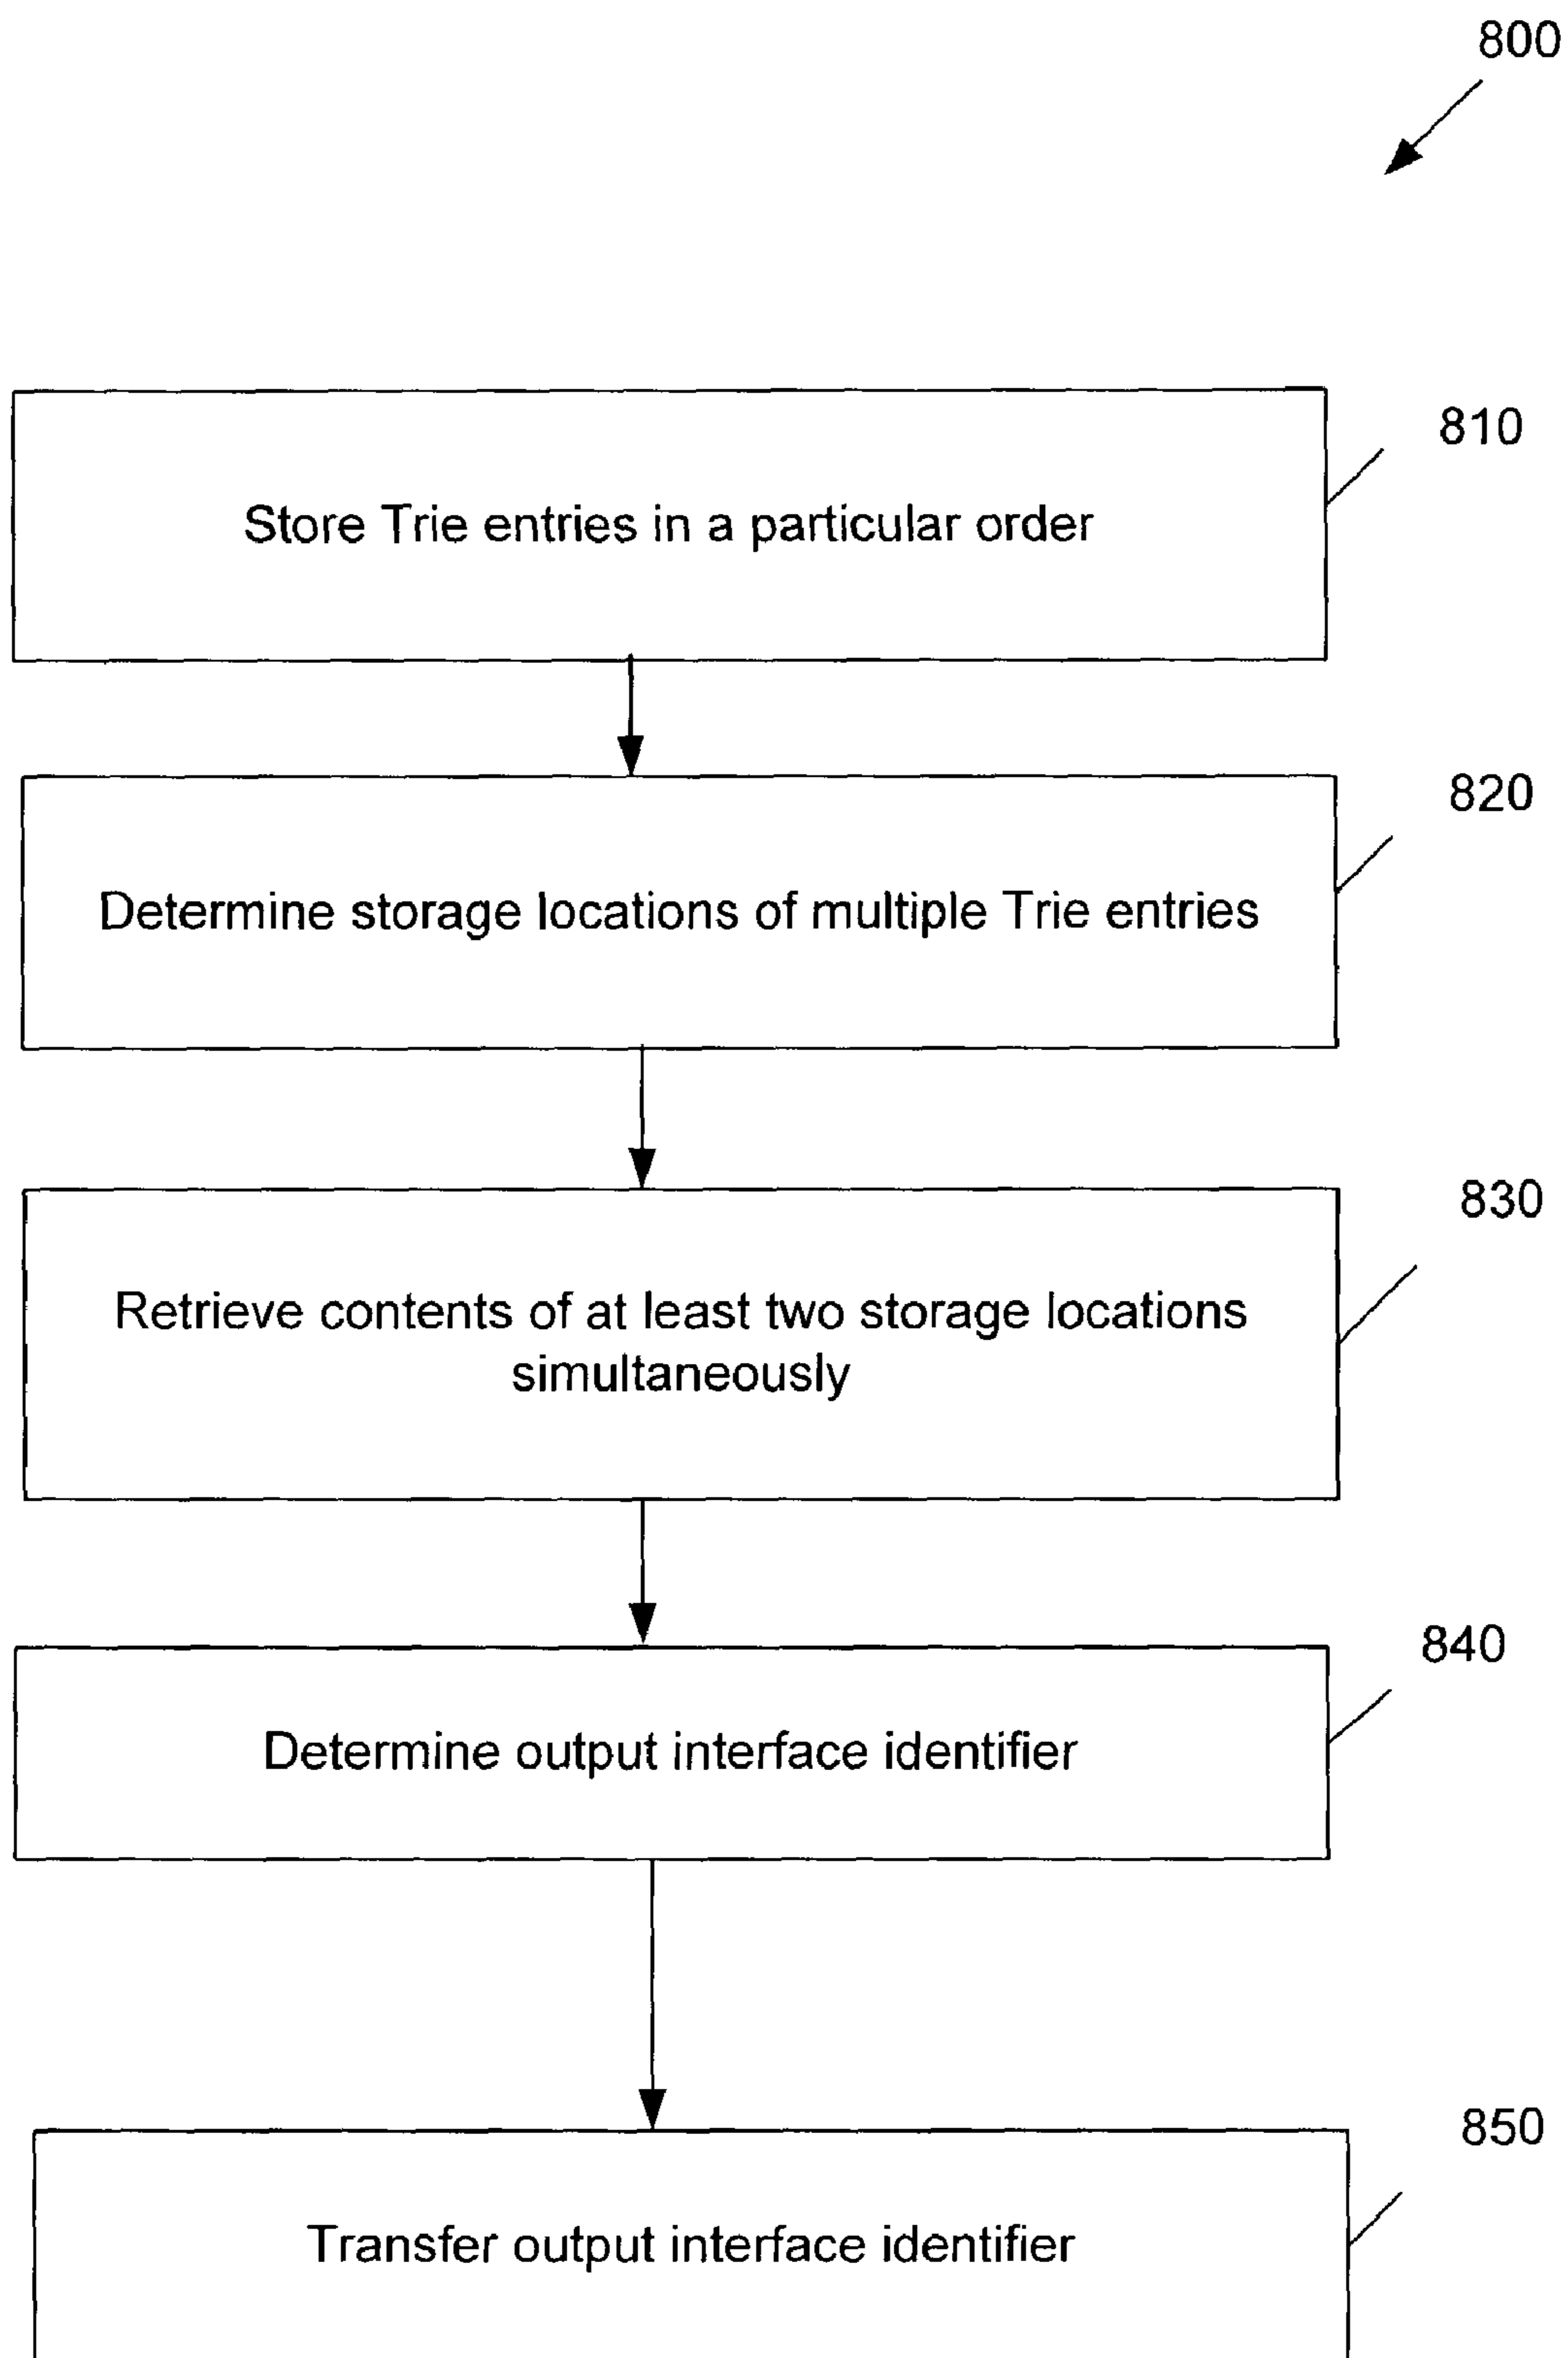 800
810
Store Trie entries in a particular order
820
Determine storage locations of multiple Trie entries
830
Retrieve contents of at least two storage locations
simultaneously
840
Determine output interface identifier
850
Transfer output interface identifier